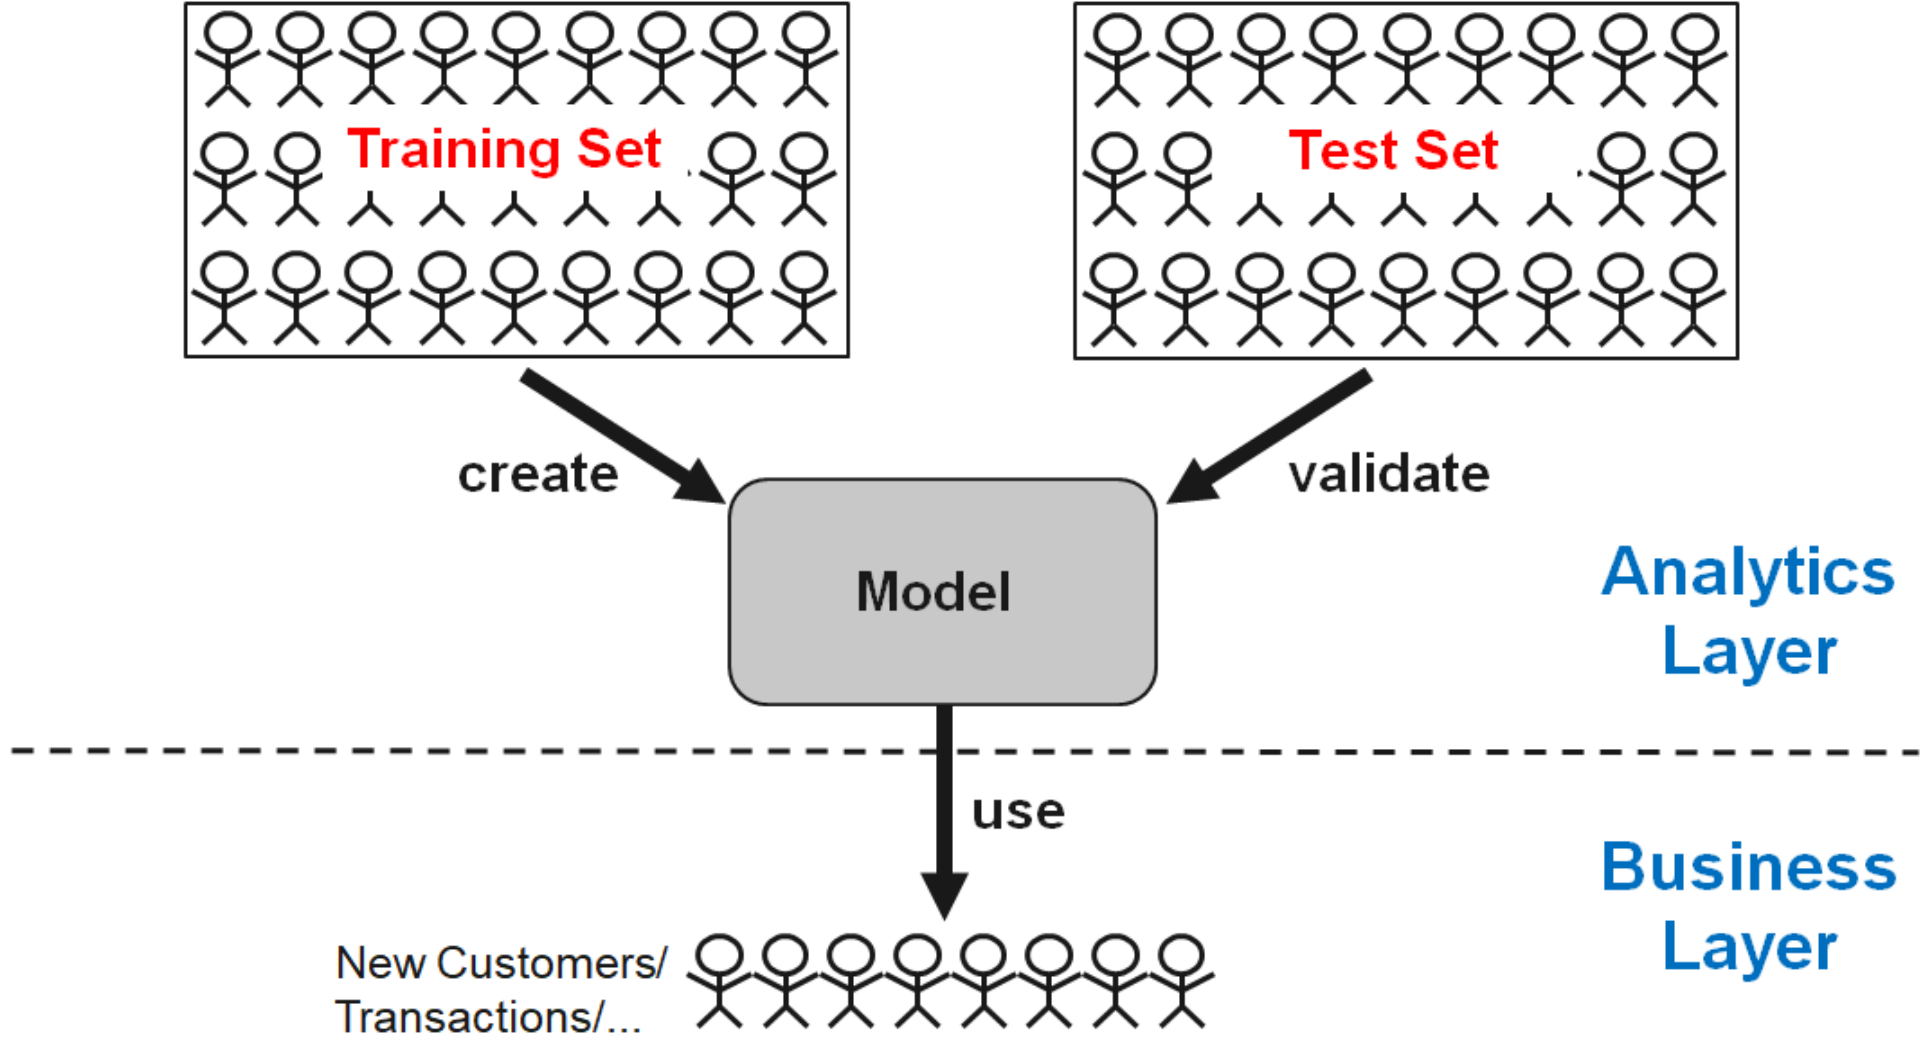 Training Set
Test Set
create
validate
Model
Analytics
Layer
use
Business
Layer
New Customers/
Transactions/...